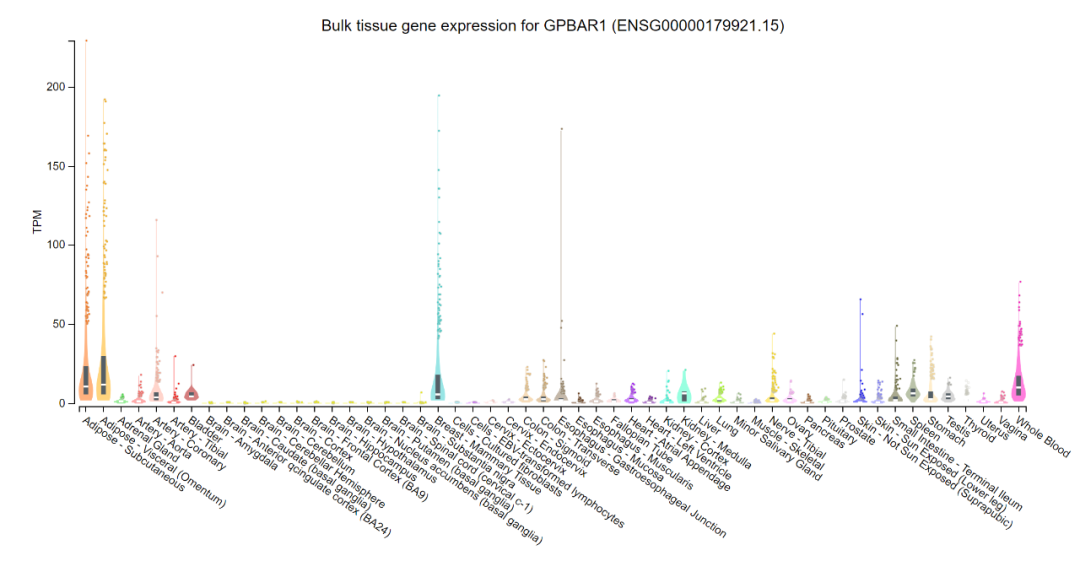 Bulk tissue gene expression for GPBAR1 (ENSG00000179921.15)
TPM
200
150
100
50
0
Adipose - Subcutaneous
Adipose - Visceral (Omentum)
Adrenal Gland
Artery - Aorta
Artery - Coronary
Artery - Tibial
Bladder
Brain - Amygdala
Brain - Anterior cingulate cortex (BA24)
Brain - Caudate (basal ganglia)
Brain - Cerebellar Hemisphere
Brain - Cerebellum
Brain - Cortex
Brain - Frontal Cortex (BA9)
Brain - Hippocampus
Brain - Hypothalamus
Brain - Nucleus accumbens (basal ganglia)
Brain - Putamen (basal ganglia)
Brain - Spinal cord (cervical c-1)
Brain - Substantia nigra
Breast - Mammary Tissue
Cells - Cultured fibroblasts
Cells - EBV-transformed lymphocytes
Cervix - Ectocervix
Cervix - Endocervix
Colon - Sigmoid
Colon - Transverse
Esophagus - Gastroesophageal Junction
Esophagus - Mucosa
Esophagus - Muscularis
Fallopian Tube
Heart - Atrial Appendage
Heart - Left Ventricle
Kidney - Cortex
Kidney - Medulla
Liver
Lung
Minor Salivary Gland
Muscle - Skeletal
Nerve - Tibial
Ovary
Pancreas
Pituitary
Prostate
Skin - Not Sun Exposed (Suprapubic)
Skin - Sun Exposed (Lower leg)
Small Intestine - Terminal Ileum
Spleen
Stomach
Testis
Thyroid
Uterus
Vagina
Whole Blood